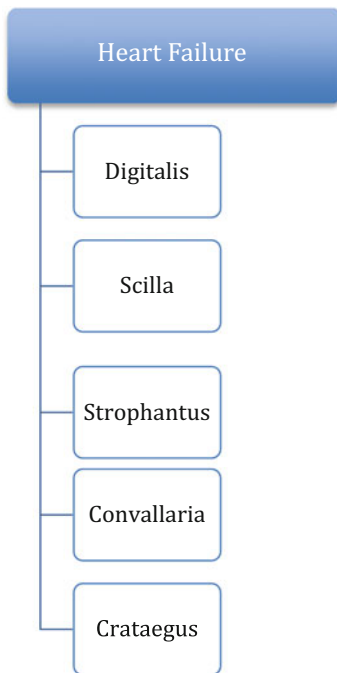 Heart Failure
Digitalis
Scilla
Strophantus
Convallaria
Crataegus